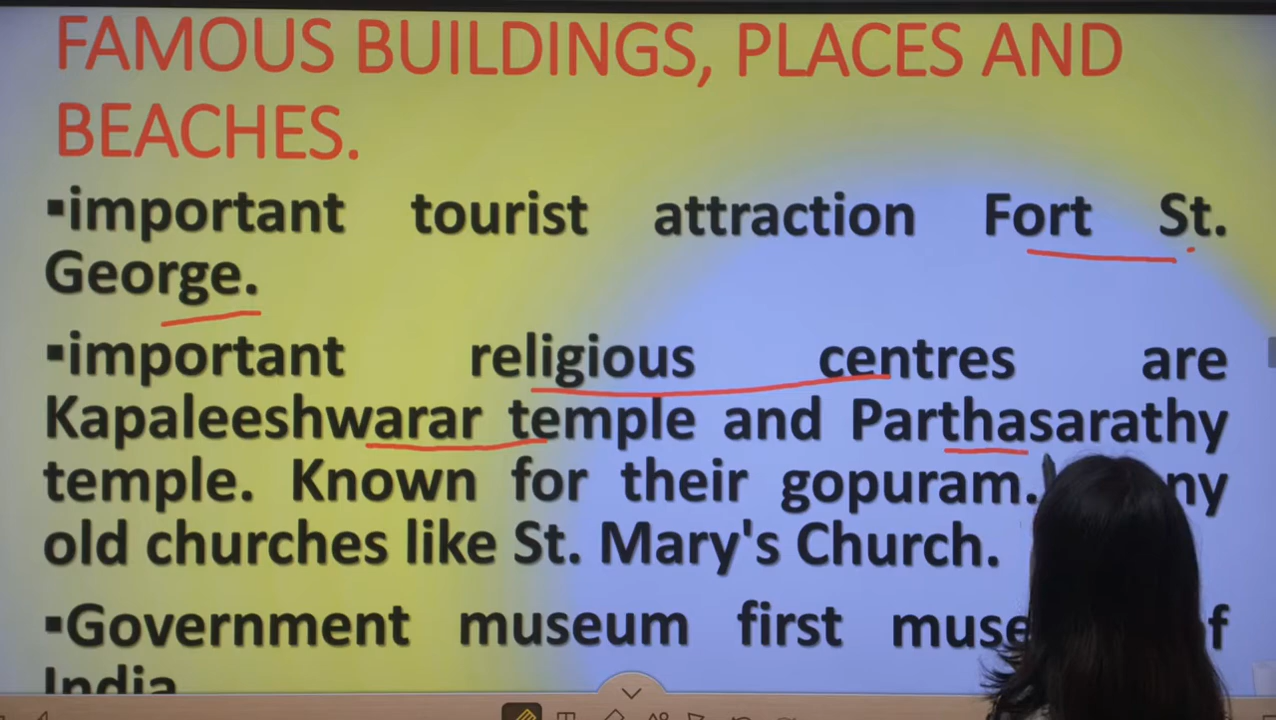 FAMOUS BUILDINGS, PLACES AND
BEACHES.
▪important tourist attraction Fort St.
George.
▪important religious centres are
Kapaleeshwarar temple and Parthasarathy
temple. Known for their gopuram.
old churches like St. Mary's Church.
▪Government museum first
India